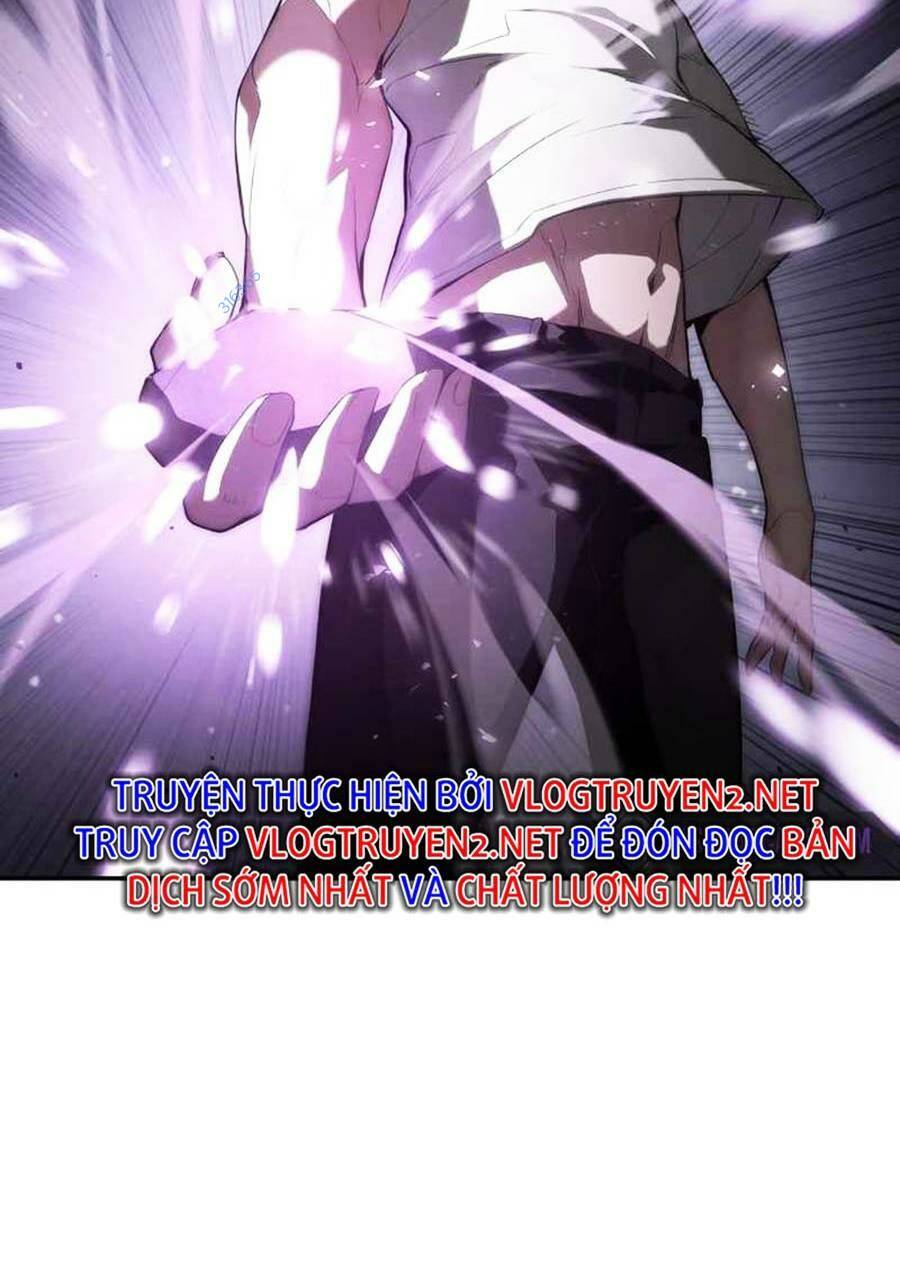 316365
TRUYỆN THỰC HIỆN BỞI VLOGTRUYEN2.NET
TRUY CẬP VLOGTRUYEN2.NET ĐỂ ĐÓN ĐỌC BẢN
DỊCH SỚM NHẤT VÀ CHẤT LƯỢNG NHẤT!!!